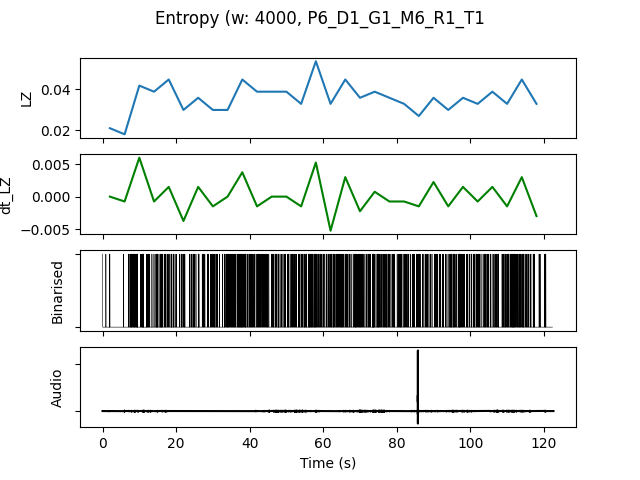 Entropy (w: 4000, P6_D1_G1_M6_R1_T1
LZ
0.04
0.02
dt_LZ
0.005
0.000
−0.005
Binarised
Audio
0 20 40 60 80 100 120
Time (s)